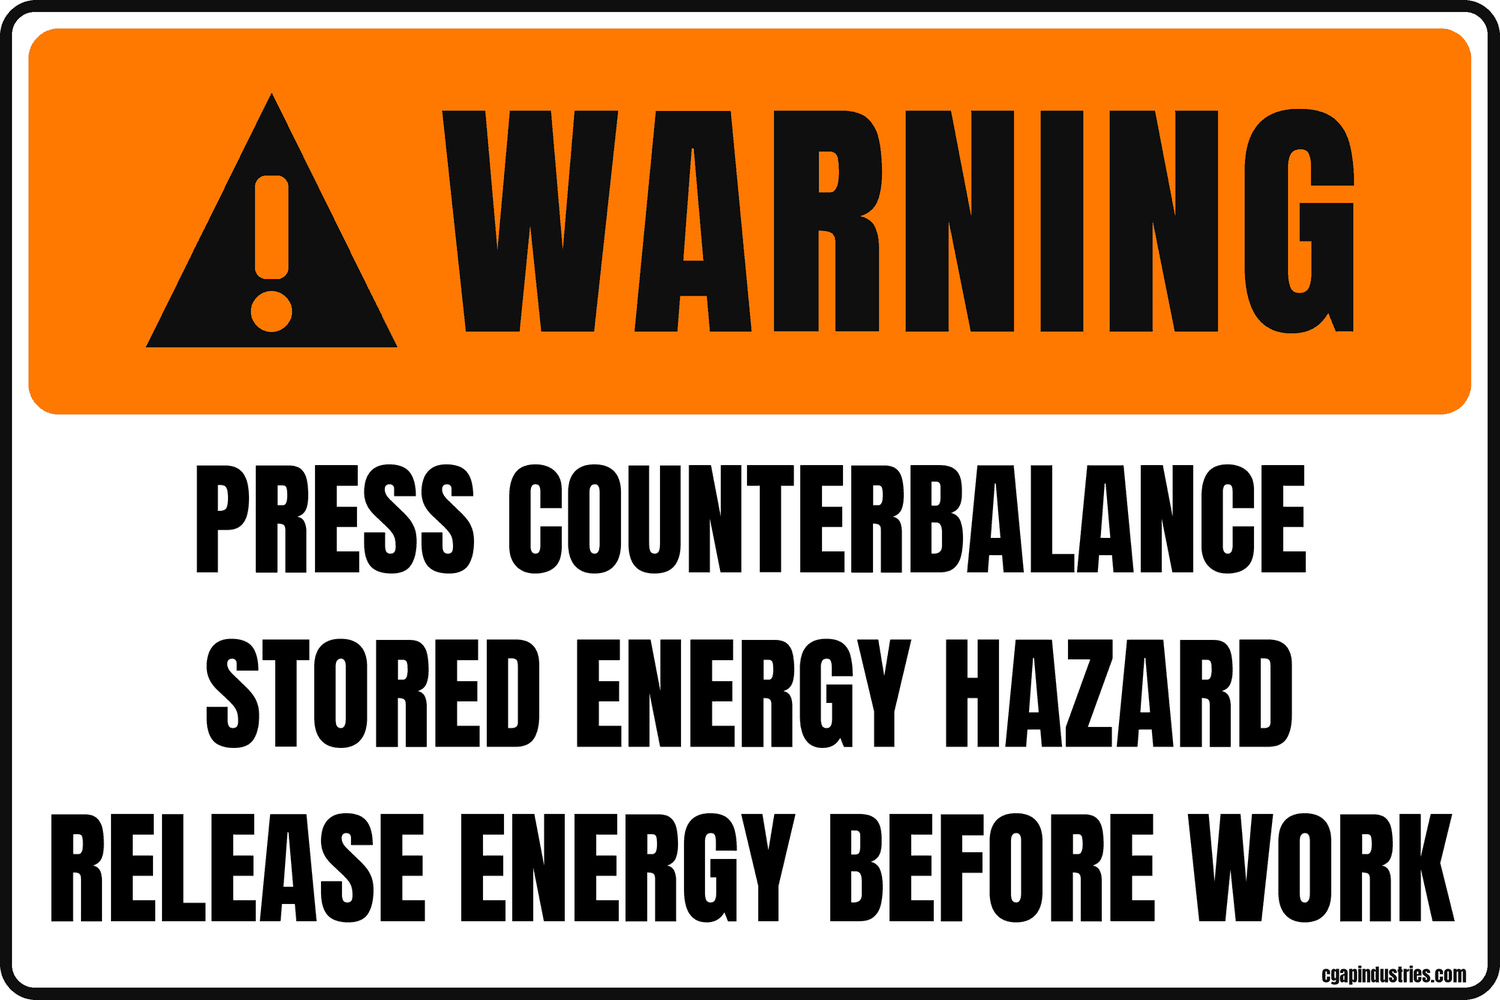 WARNING
PRESS COUNTERBALANCE
STORED ENERGY HAZARD
RELEASE ENERGY BEFORE WORK
cgapindustries.com